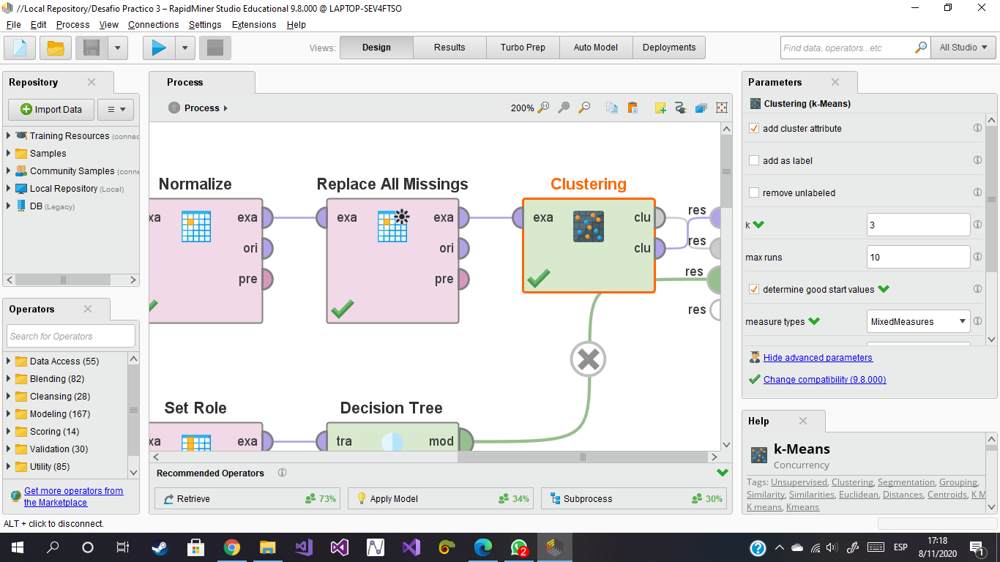 //Local Repository/Desafio Practico 3 – RapidMiner Studio Educational 9.8.000 @ LAPTOP-SEV4FTSO
File Edit Process View Connections Settings Extensions Help
Views: Design Results Turbo Prep Auto Model Deployments
Find data, operators...etc All Studio
Repository
Import Data
Training Resources (connec
Samples
Community Samples (conne
Local Repository (Local)
DB (Legacy)
Operators
Search for Operators
Data Access (55)
Blending (82)
Cleansing (28)
Modeling (167)
Scoring (14)
Validation (30)
Utility (85)
Get more operators from
the Marketplace
Process
Process
200%
Normalize
xa exa
ori
pre
Replace All Missings
exa exa
ori
pre
Clustering
exa clu
clu
res
res
res
res
Set Role
xa exa
Decision Tree
tra mod
Recommended Operators
Retrieve 73%
Apply Model 34%
Subprocess 30%
Parameters
Clustering (k-Means)
add cluster attribute
add as label
remove unlabeled
k 3
max runs 10
determine good start values
measure types MixedMeasures
Hide advanced parameters
Change compatibility (9.8.000)
Help
k-Means
Concurrency
Tags: Unsupervised, Clustering, Segmentation, Grouping,
Similarity, Similarities, Euclidean, Distances, Centroids, K M
K means, Kmeans
ALT + click to disconnect.
2
ESP
17:18
8/11/2020
1